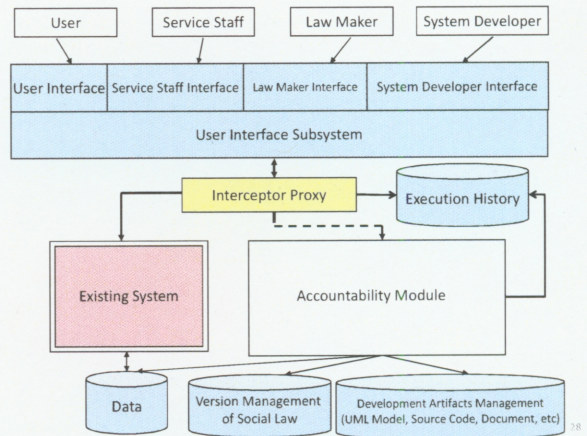 User
Service Staff
Law Maker
System Developer
User Interface
Service Staff Interface
Law Maker Interface
System Developer Interface
User Interface Subsystem
Interceptor Proxy
Execution History
Existing System
Accountability Module
Data
Version Management
of Social Law
Development Artifacts Management
(UML Model, Source Code, Document, etc)
28